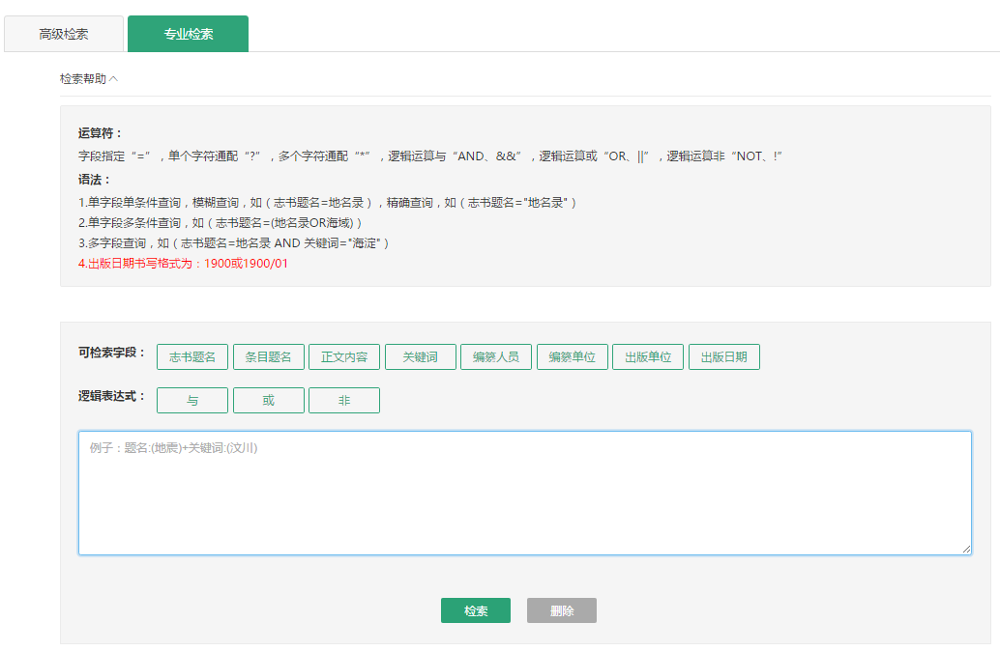 高级检索 专业检索
检索帮助
运算符：
字段指定“=”，单个字符通配“?”，多个字符通配“*”，逻辑运算与“AND、&&”，逻辑运算或“OR、||”，逻辑运算非“NOT、!”
语法：
1.单字段单条件查询，模糊查询，如（志书题名=地名录），精确查询，如（志书题名="地名录"）
2.单字段多条件查询，如（志书题名=(地名录OR海域)）
3.多字段查询，如（志书题名=地名录 AND 关键词="海淀"）
4.出版日期书写格式为：1900或1900/01
可检索字段： 志书题名 条目题名 正文内容 关键词 编纂人员 编纂单位 出版单位 出版日期
逻辑表达式： 与 或 非
例子：题名:(地震)+关键词:(汶川)
检索 删除